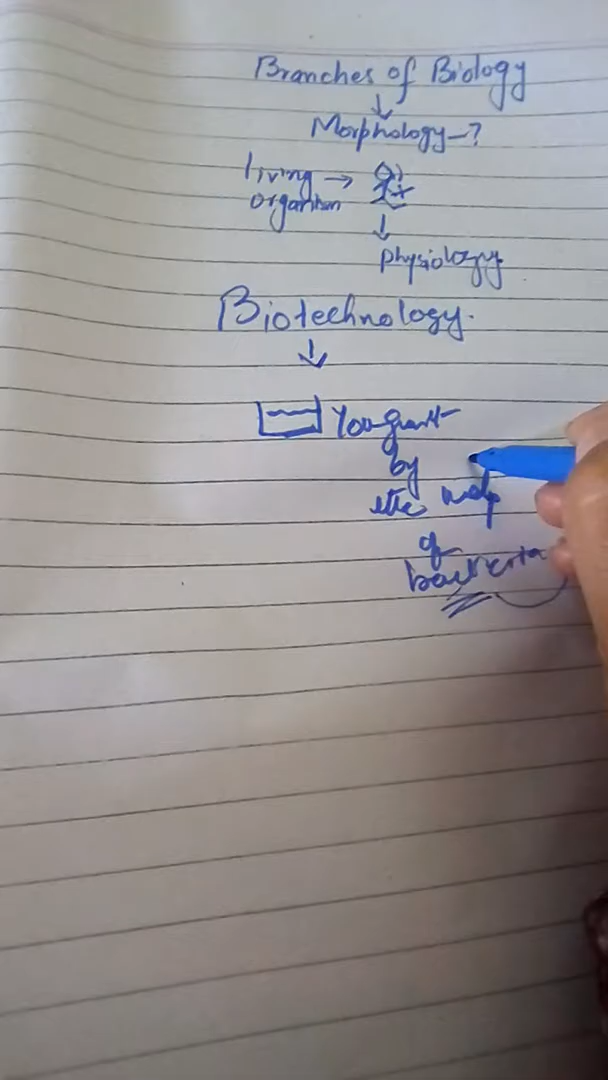 Branches of Biology
Morphology-?
living →
organism
physiology.
Biotechnology.
Yougurt
by
the help
of
bacteria